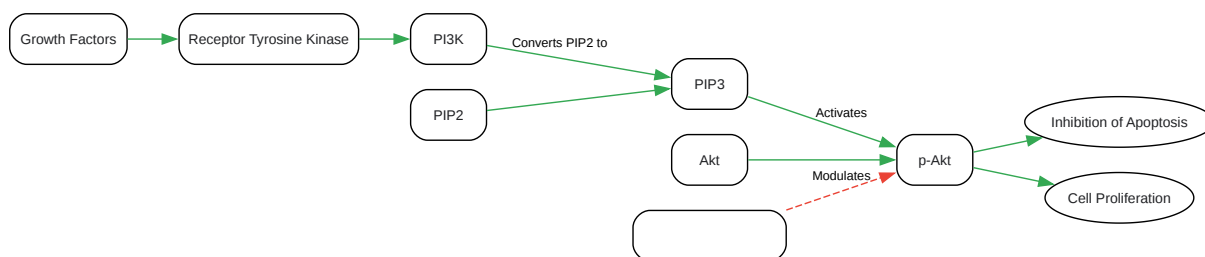 Growth Factors
Receptor Tyrosine Kinase
PI3K
Converts PIP2 to
PIP2
PIP3
Activates
Akt
Modulates
p-Akt
Inhibition of Apoptosis
Cell Proliferation